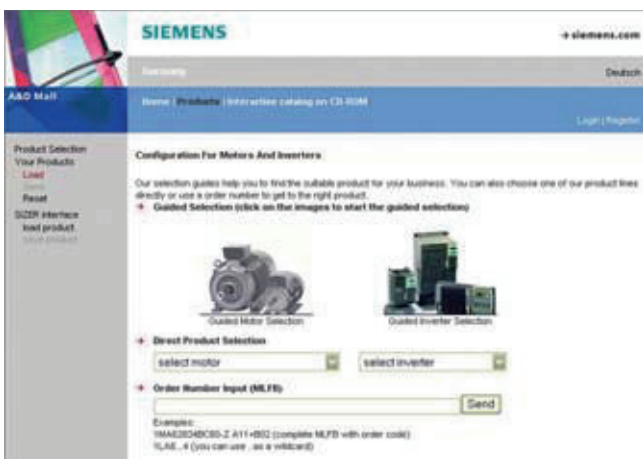 SIEMENS
→ siemens.com
Germany
Deutsch
A&D Mall
Home | Products | Interactive catalog on CD-ROM
Login | Register
Product Selection
Your Products
Load
Save
Reset
SIZER interface
load product
save product
Configuration For Motors And Inverters
Our selection guides help you to find the suitable product for your business. You can also choose one of our product lines
directly or use a order number to get to the right product.
→ Guided Selection (click on the images to start the guided selection)
Guided Motor Selection
Guided Inverter Selection
→ Direct Product Selection
select motor
select inverter
→ Order Number Input (MLFB)
Send
Examples:
A11+B02 (complete MLFB with order code)
(you can use . as a wildcard)